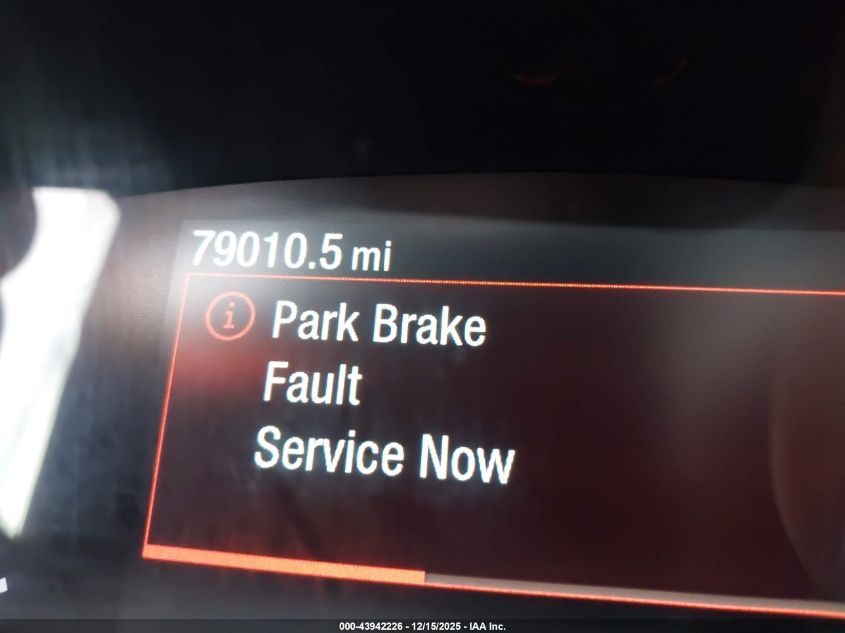 79010.5 mi
Park Brake
Fault
Service Now
000-43942226 - 12/15/2025 - IAA Inc.